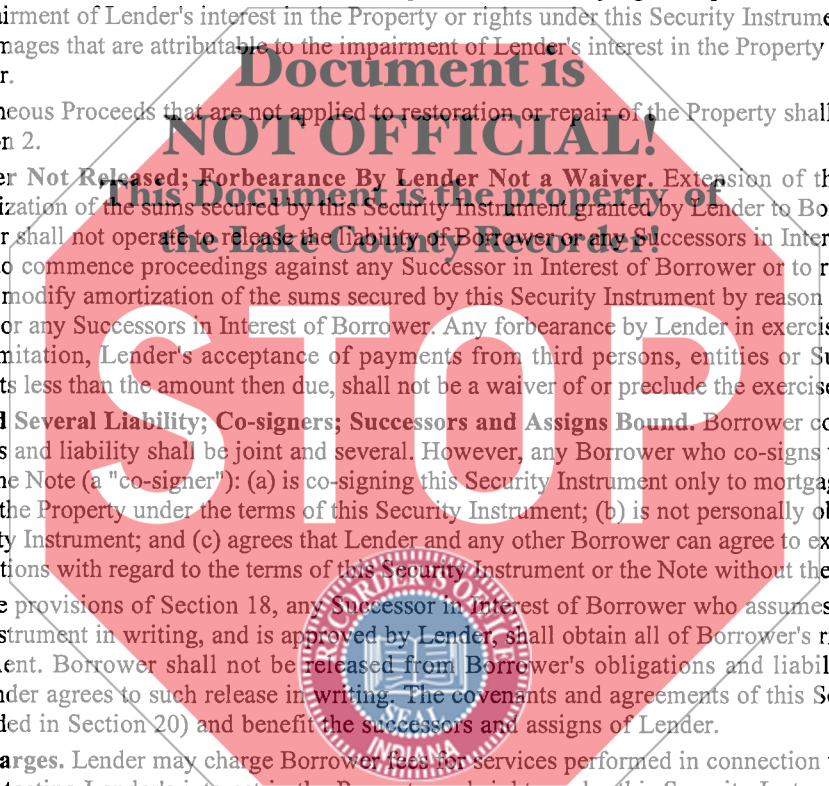 irment of Lender's interest in the Property or rights under this Security Instrume
mages that are attributable to the impairment of Lender's interest in the Property
r.
Document is
neous Proceeds that are not applied to restoration or repair of the Property shall
NOT OFFICIAL!
n 2.
er Not Released; Forbearance By Lender Not a Waiver. Extension of th
This Document is the property of
ization of the sums secured by this Security Instrument granted by Lender to Bo
r shall not operate to release the liability of Borrower or any Successors in Inter
the Lake County Recorder!
o commence proceedings against any Successor in Interest of Borrower or to r
modify amortization of the sums secured by this Security Instrument by reason
or any Successors in Interest of Borrower. Any forbearance by Lender in exercis
mitation, Lender's acceptance of payments from third persons, entities or Su
ts less than the amount then due, shall not be a waiver of or preclude the exercise
STOP
d Several Liability; Co-signers; Successors and Assigns Bound. Borrower co
s and liability shall be joint and several. However, any Borrower who co-signs
he Note (a "co-signer"): (a) is co-signing this Security Instrument only to mortga
the Property under the terms of this Security Instrument; (b) is not personally ob
ty Instrument; and (c) agrees that Lender and any other Borrower can agree to ex
tions with regard to the terms of this Security Instrument or the Note without the
e provisions of Section 18, any Successor in Interest of Borrower who assumes
strument in writing, and is approved by Lender, shall obtain all of Borrower's ri
ent. Borrower shall not be released from Borrower's obligations and liabil
nder agrees to such release in writing. The covenants and agreements of this Se
ded in Section 20) and benefit the successors and assigns of Lender.
RECORDER'S OFFICE
INDIANA
arges. Lender may charge Borrower fees for services performed in connection